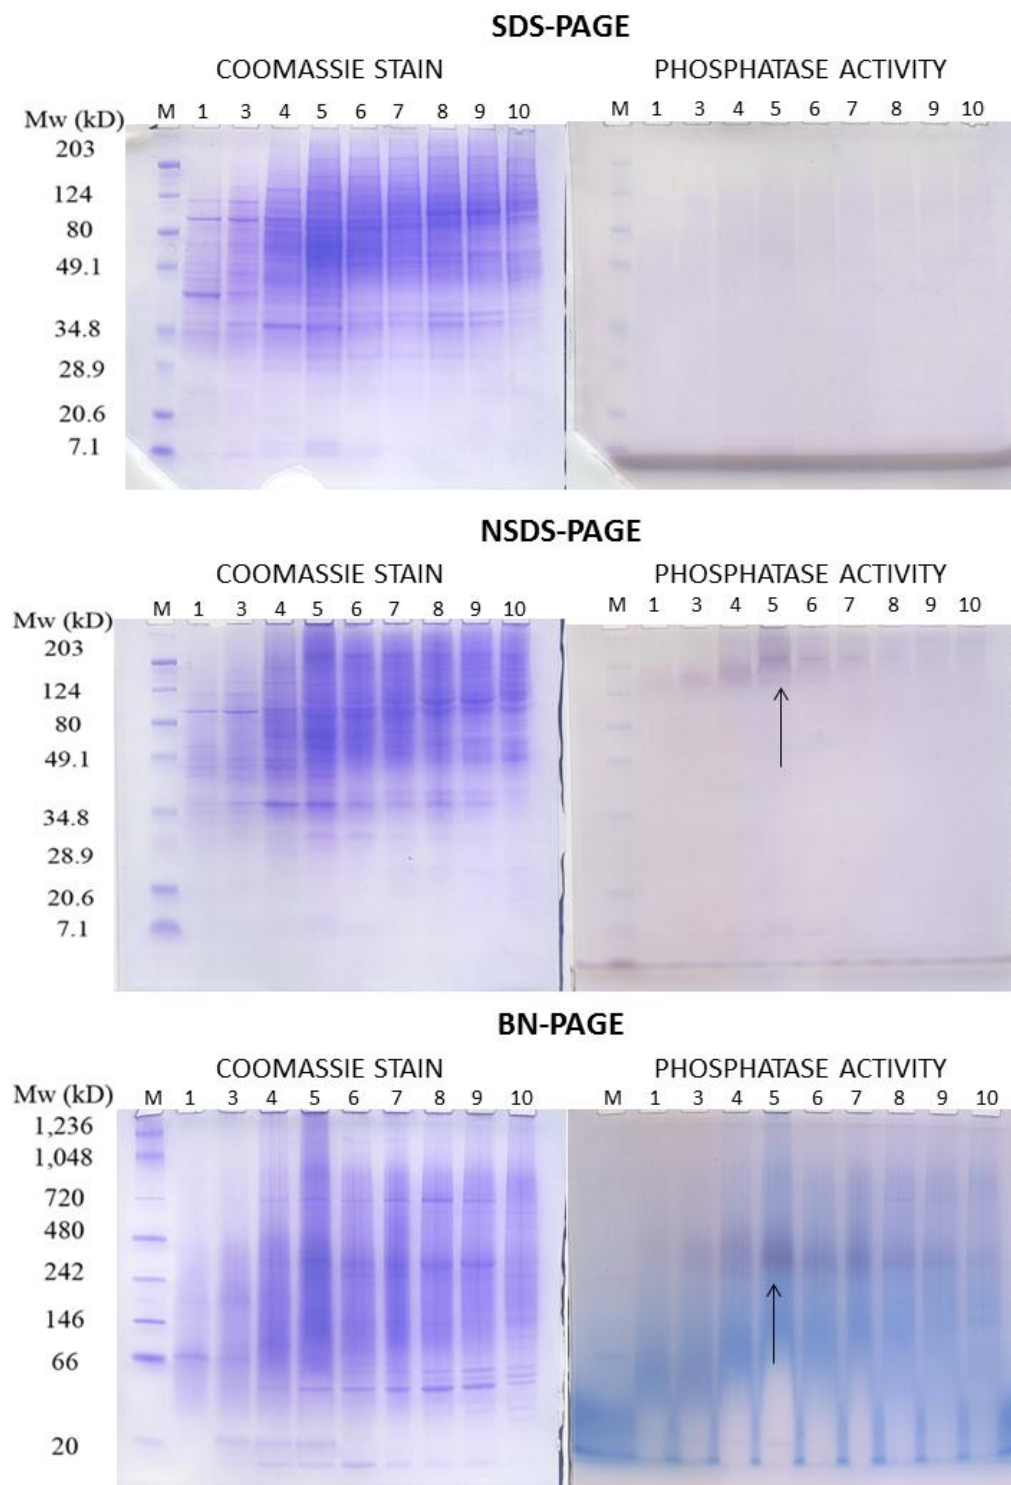 SDS-PAGE
COOMASSIE STAIN PHOSPHATASE ACTIVITY
Mw (kD) M 1 3 4 5 6 7 8 9 10 M 1 3 4 5 6 7 8 9 10
203
124
80
49.1
34.8
28.9
20.6
7.1
NSDS-PAGE
COOMASSIE STAIN PHOSPHATASE ACTIVITY
Mw (kD) M 1 3 4 5 6 7 8 9 10 M 1 3 4 5 6 7 8 9 10
203
124
80
49.1
34.8
28.9
20.6
7.1
BN-PAGE
COOMASSIE STAIN PHOSPHATASE ACTIVITY
Mw (kD) M 1 3 4 5 6 7 8 9 10 M 1 3 4 5 6 7 8 9 10
1,236
1,048
720
480
242
146
66
20